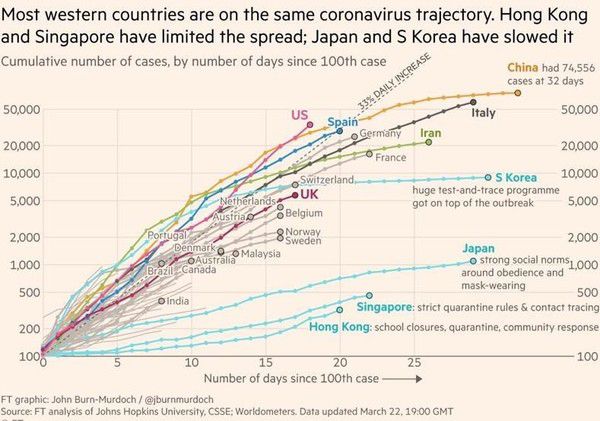 Most western countries are on the same coronavirus trajectory. Hong Kong
and Singapore have limited the spread; Japan and S Korea have slowed it
Cumulative number of cases, by number of days since 100th case
33% DAILY INCREASE
China had 74,556
cases at 32 days
US
Spain
Germany
Italy
Iran
France
Switzerland
UK
S Korea
huge test-and-trace programme
got on top of the outbreak
Netherlands
Austria
Belgium
Portugal
Norway
Denmark
Sweden
Australia
Malaysia
Brazil
Canada
India
Japan
strong social norms
around obedience and
mask-wearing
Singapore: strict quarantine rules & contact tracing
Hong Kong: school closures, quarantine, community response
50,000
20,000
10,000
5,000
2,000
1,000
500
200
100
50,000
20,000
10,000
5,000
2,000
1,000
500
200
100
0 5 10 15 20 25
Number of days since 100th case
FT graphic: John Burn-Murdoch / @jburnmurdoch
Source: FT analysis of Johns Hopkins University, CSSE; Worldometers. Data updated March 22, 19:00 GMT